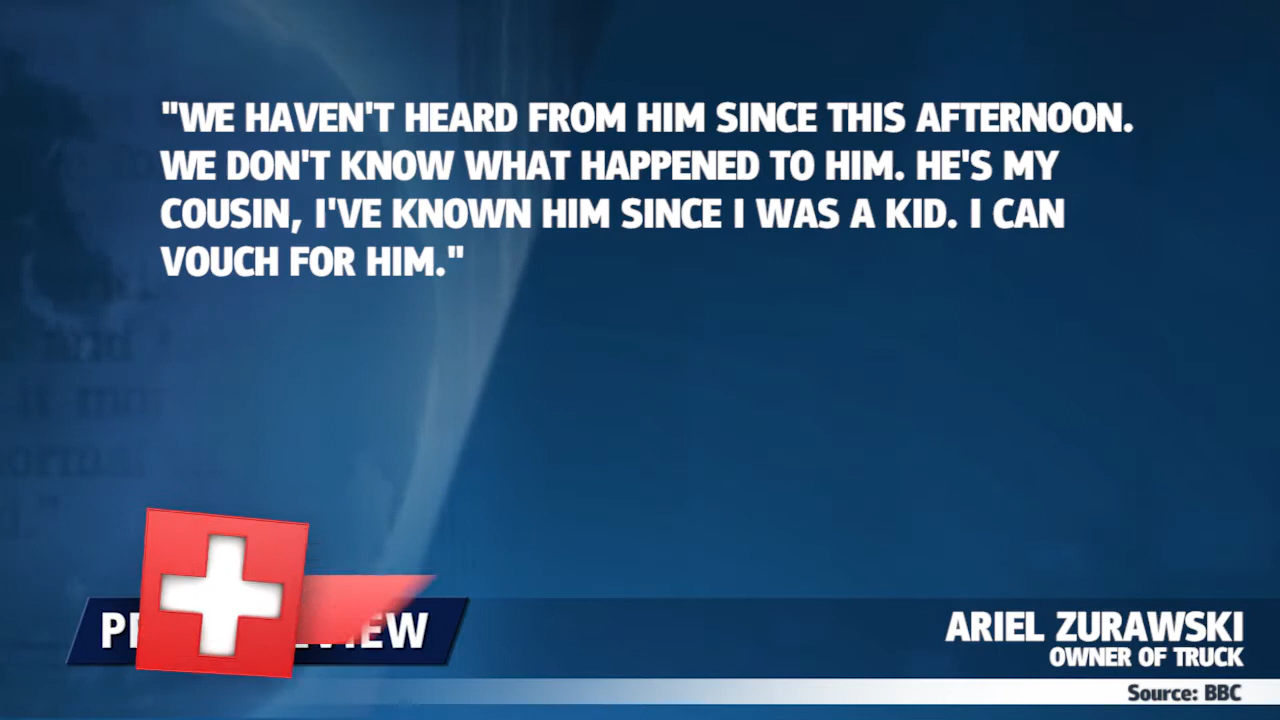 "WE HAVEN'T HEARD FROM HIM SINCE THIS AFTERNOON.
WE DON'T KNOW WHAT HAPPENED TO HIM. HE'S MY
COUSIN, I'VE KNOWN HIM SINCE I WAS A KID. I CAN
VOUCH FOR HIM."
ARIEL ZURAWSKI
OWNER OF TRUCK
Source: BBC